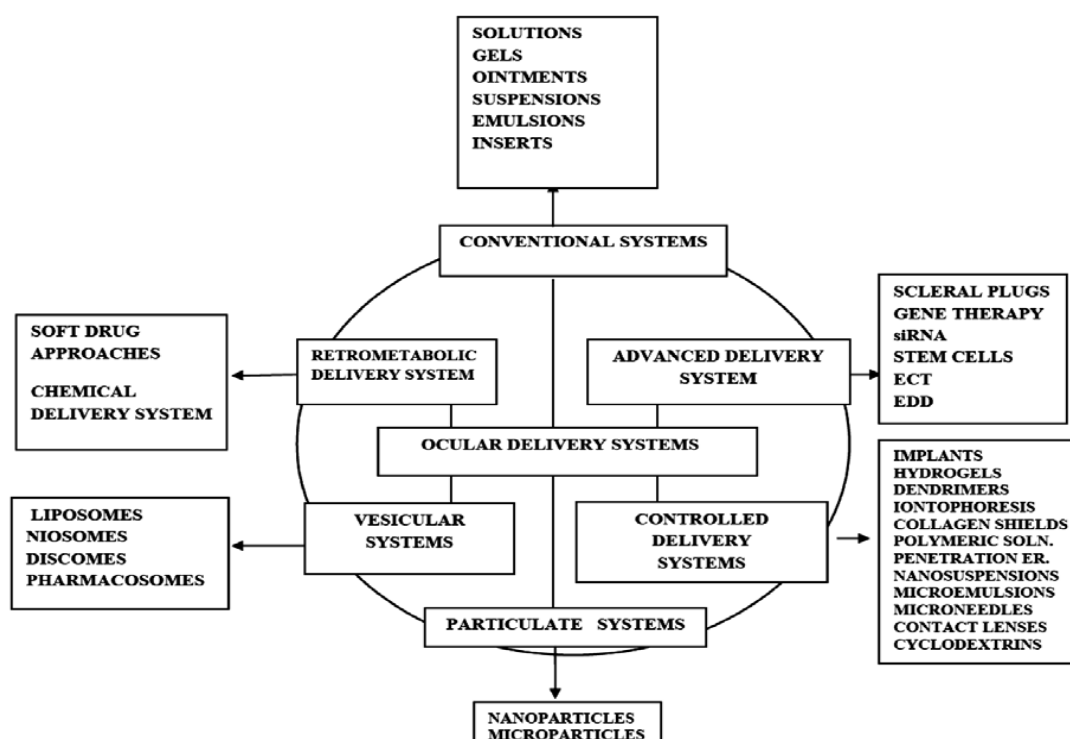 SOLUTIONS
GELS
OINTMENTS
SUSPENSIONS
EMULSIONS
INSERTS
CONVENTIONAL SYSTEMS
SOFT DRUG
APPROACHES
CHEMICAL
DELIVERY SYSTEM
RETROMETABOLIC
DELIVERY SYSTEM
ADVANCED DELIVERY
SYSTEM
SCLERAL PLUGS
GENE THERAPY
siRNA
STEM CELLS
ECT
EDD
OCULAR DELIVERY SYSTEMS
LIPOSOMES
NIOSOMES
DISCOMES
PHARMACOSOMES
VESICULAR
SYSTEMS
CONTROLLED
DELIVERY
SYSTEMS
IMPLANTS
HYDROGELS
DENDRIMERS
IONTOPHORESIS
COLLAGEN SHIELDS
POLYMERIC SOLN.
PENETRATION ER.
NANOSUSPENSIONS
MICROEMULSIONS
MICRONEEDLES
CONTACT LENSES
CYCLODEXTRINS
PARTICULATE SYSTEMS
NANOPARTICLES
MICROPARTICLES